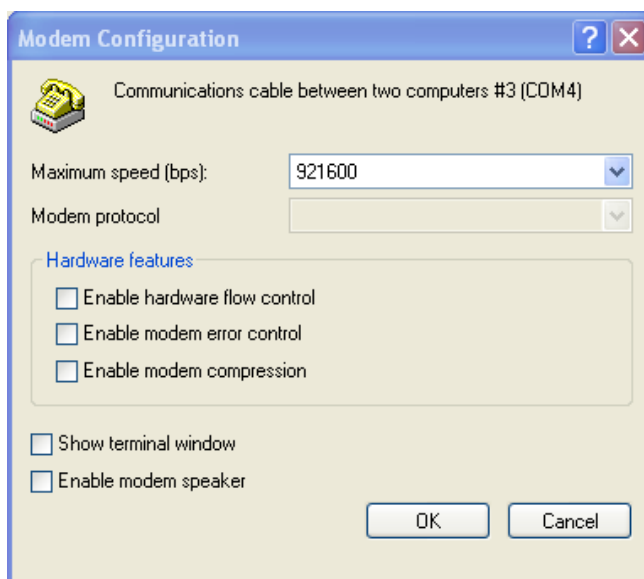 Modem Configuration
Communications cable between two computers #3 (COM4)
Maximum speed (bps): 921600
Modem protocol
Hardware features
Enable hardware flow control
Enable modem error control
Enable modem compression
Show terminal window
Enable modem speaker
OK Cancel